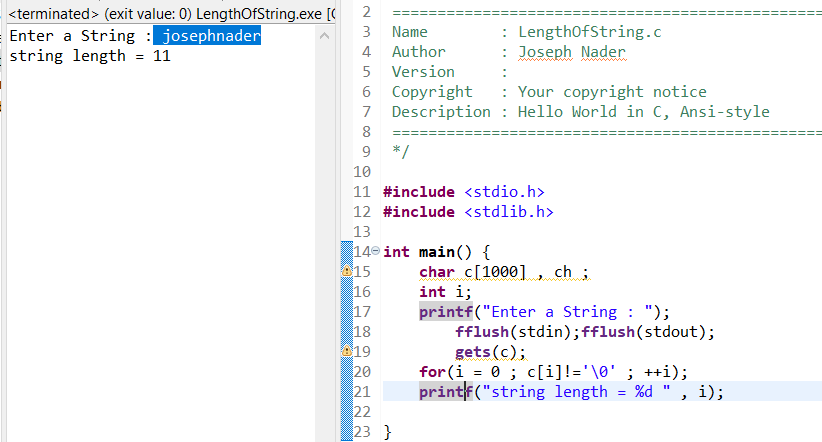 <terminated> (exit value: 0) LengthOfString.exe [C
Enter a String : josephnader
string length = 11
2 ================================================
3 Name        : LengthOfString.c
4 Author      : Joseph Nader
5 Version     :
6 Copyright   : Your copyright notice
7 Description : Hello World in C, Ansi-style
8 ================================================
9 */
10
11 #include <stdio.h>
12 #include <stdlib.h>
13
14 int main() {
15     char c[1000] , ch ;
16     int i;
17     printf("Enter a String : ");
18         fflush(stdin);fflush(stdout);
19         gets(c);
20     for(i = 0 ; c[i]!='\0' ; ++i);
21     printf("string length = %d " , i);
22
23 }